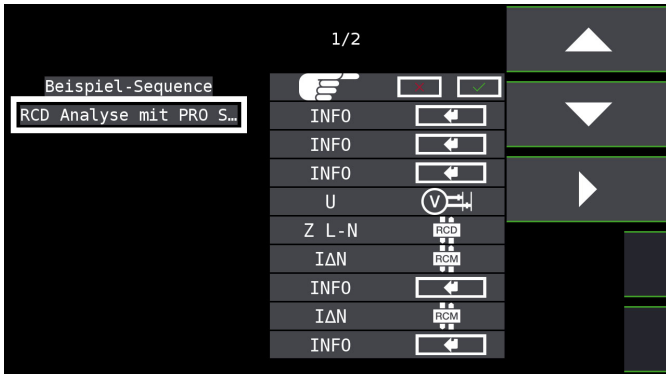 1/2
Beispiel-Sequence
RCD Analyse mit PRO S…
INFO
INFO
INFO
U V
Z L-N RCD
IΔN RCM
INFO
IΔN RCM
INFO